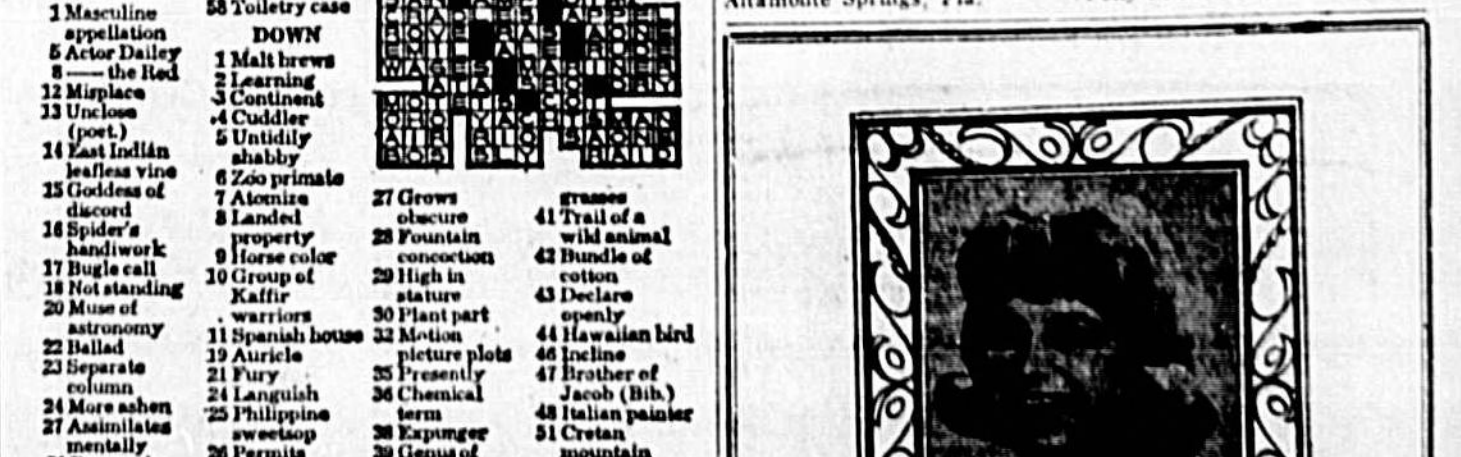 1 Masculine
appellation
5 Actor Dailey
8 —— the Red
12 Misplace
13 Unclose
(poet.)
14 East Indian
leafless vine
15 Goddess of
discord
16 Spider's
handiwork
17 Bugle call
18 Not standing
20 Muse of
astronomy
22 Ballad
23 Separate
column
24 More ashen
27 Assimilates
mentally
58 Toiletry case
DOWN
1 Malt brews
2 Learning
3 Continent
4 Cuddler
5 Untidily
shabby
6 Zoo primate
7 Atomize
8 Landed
property
9 Horse color
10 Group of
Kaffir
warriors
11 Spanish house
19 Auricle
21 Fury
24 Languish
25 Philippine
sweetsop
26 Permits
27 Grows
obscure
28 Fountain
concoction
29 High in
stature
30 Plant part
32 Motion
picture plots
35 Presently
36 Chemical
term
38 Expunger
39 Genus of
grasses
41 Trail of a
wild animal
42 Bundle of
cotton
43 Declare
openly
44 Hawaiian bird
46 Incline
47 Brother of
Jacob (Bib.)
48 Italian painter
51 Cretan
mountain
Altamonte Springs, Fla.